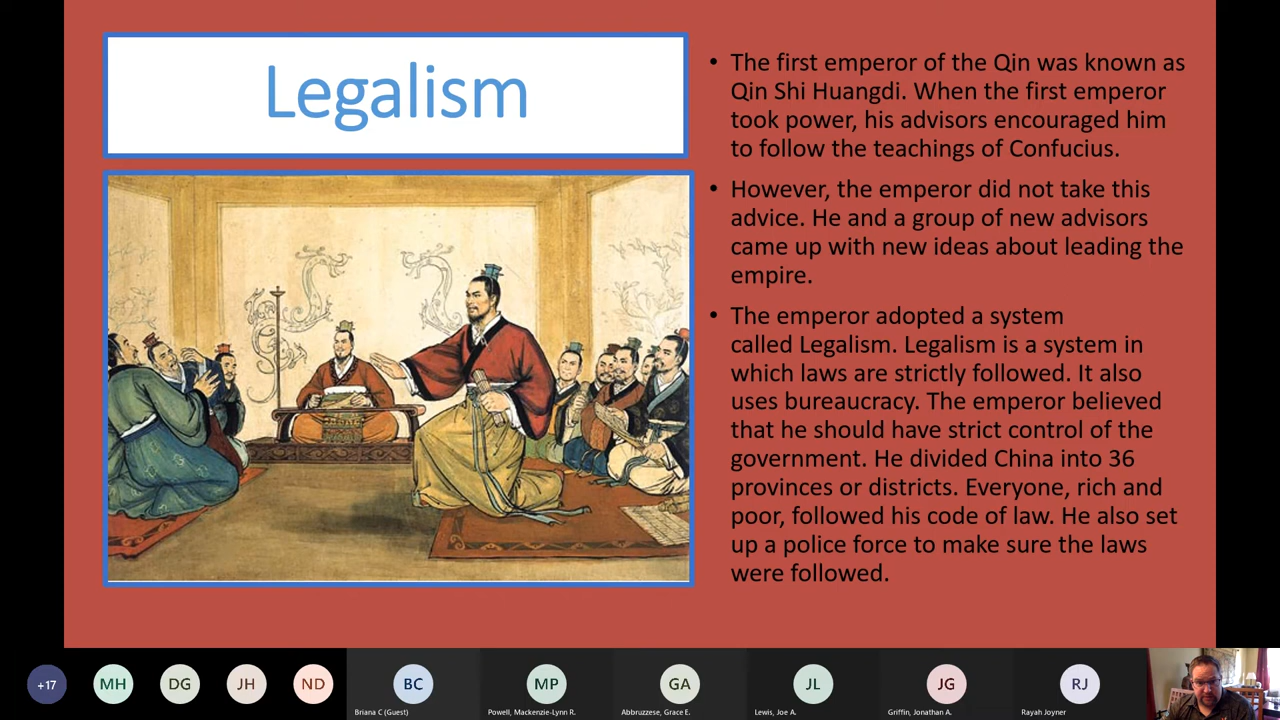 Legalism
• The first emperor of the Qin was known as
Qin Shi Huangdi. When the first emperor
took power, his advisors encouraged him
to follow the teachings of Confucius.
• However, the emperor did not take this
advice. He and a group of new advisors
came up with new ideas about leading the
empire.
• The emperor adopted a system
called Legalism. Legalism is a system in
which laws are strictly followed. It also
uses bureaucracy. The emperor believed
that he should have strict control of the
government. He divided China into 36
provinces or districts. Everyone, rich and
poor, followed his code of law. He also set
up a police force to make sure the laws
were followed.
+17
MH
DG
JH
ND
BC
MP
GA
JL
JG
RJ
Briana C (Guest)
Powell, Mackenzie-Lynn R.
Abbruzzese, Grace E.
Lewis, Joe A.
Griffin, Jonathan A.
Rayah Joyner